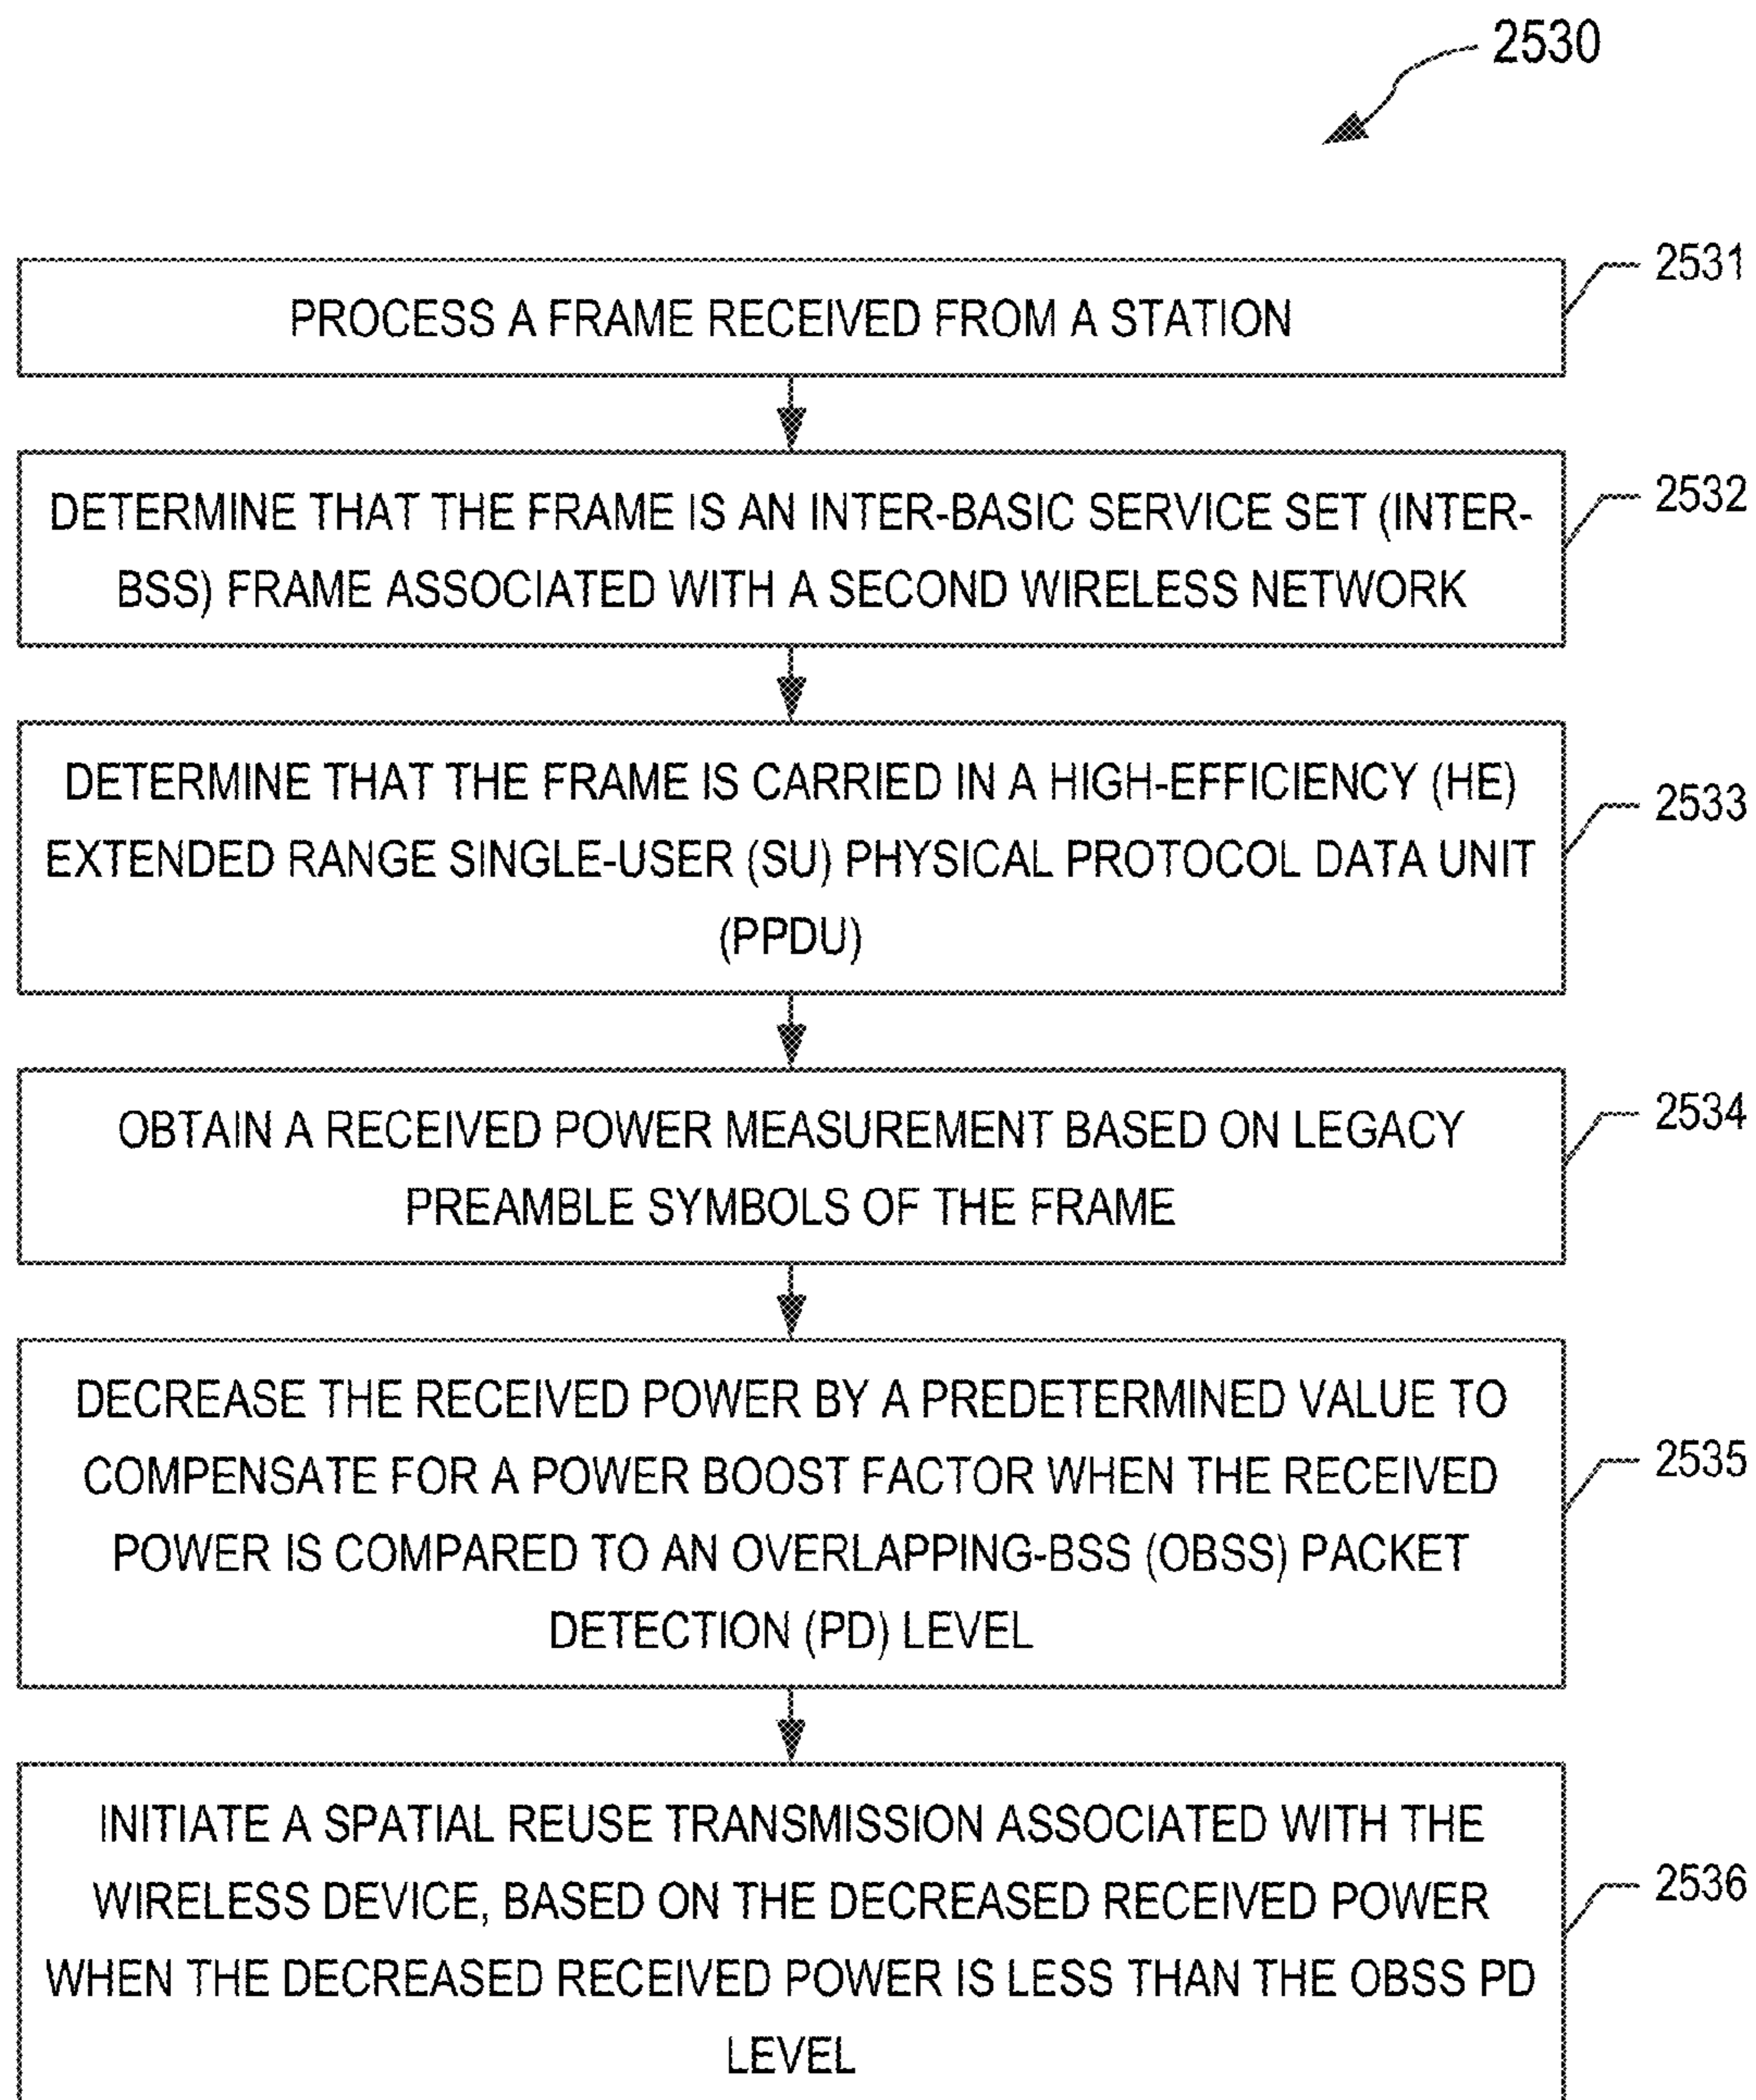 2530
2531
PROCESS A FRAME RECEIVED FROM A STATION
2532
DETERMINE THAT THE FRAME IS AN INTER-BASIC SERVICE SET (INTER-
BSS) FRAME ASSOCIATED WITH A SECOND WIRELESS NETWORK
2533
DETERMINE THAT THE FRAME IS CARRIED IN A HIGH-EFFICIENCY (HE)
EXTENDED RANGE SINGLE-USER (SU) PHYSICAL PROTOCOL DATA UNIT
(PPDU)
2534
OBTAIN A RECEIVED POWER MEASUREMENT BASED ON LEGACY
PREAMBLE SYMBOLS OF THE FRAME
2535
DECREASE THE RECEIVED POWER BY A PREDETERMINED VALUE TO
COMPENSATE FOR A POWER BOOST FACTOR WHEN THE RECEIVED
POWER IS COMPARED TO AN OVERLAPPING-BSS (OBSS) PACKET
DETECTION (PD) LEVEL
2536
INITIATE A SPATIAL REUSE TRANSMISSION ASSOCIATED WITH THE
WIRELESS DEVICE, BASED ON THE DECREASED RECEIVED POWER
WHEN THE DECREASED RECEIVED POWER IS LESS THAN THE OBSS PD
LEVEL